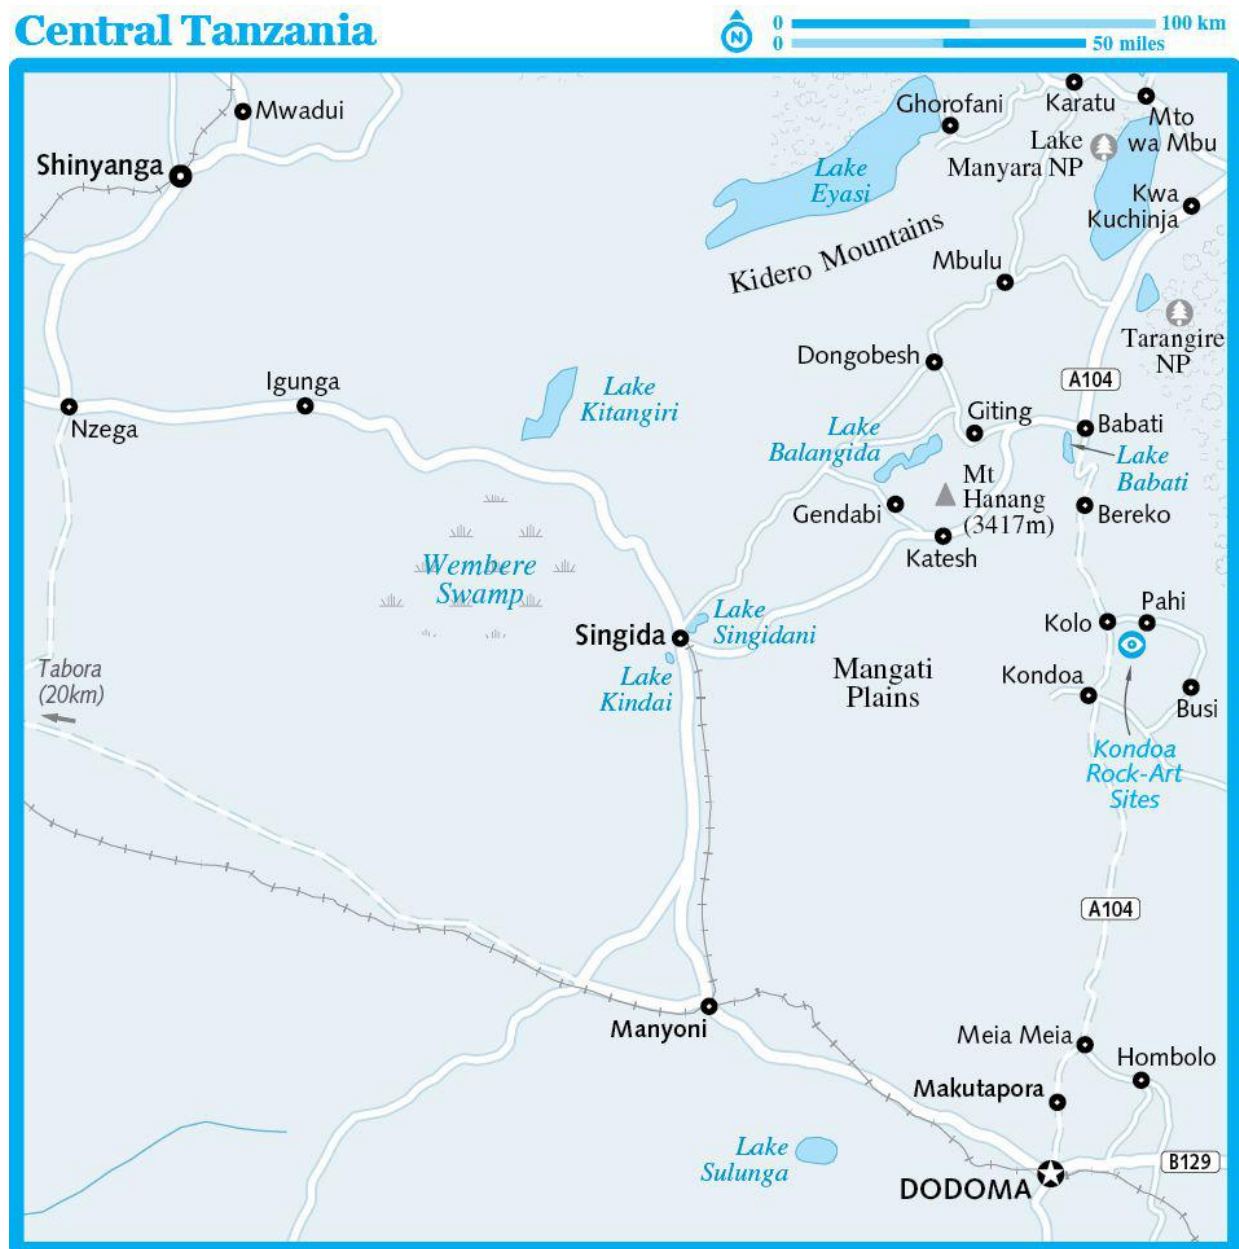 Central Tanzania
N
0 100 km
0 50 miles
Mwadui
Shinyanga
Ghorofani
Karatu
Mto
wa Mbu
Lake
Manyara NP
Lake
Eyasi
Kwa
Kuchinja
Kidero Mountains
Mbulu
Tarangire
NP
Dongobesh
A104
Igunga
Lake
Kitangiri
Nzega
Giting
Babati
Lake
Balangida
Lake
Babati
Mt
Hanang
(3417m)
Gendabi
Bereko
Katesh
Wembere
Swamp
Lake
Singidani
Singida
Pahi
Kolo
Tabora
(20km)
Lake
Kindai
Mangati
Plains
Kondoa
Busi
Kondoa
Rock-Art
Sites
A104
Manyoni
Meia Meia
Hombolo
Makutapora
Lake
Sulunga
B129
DODOMA